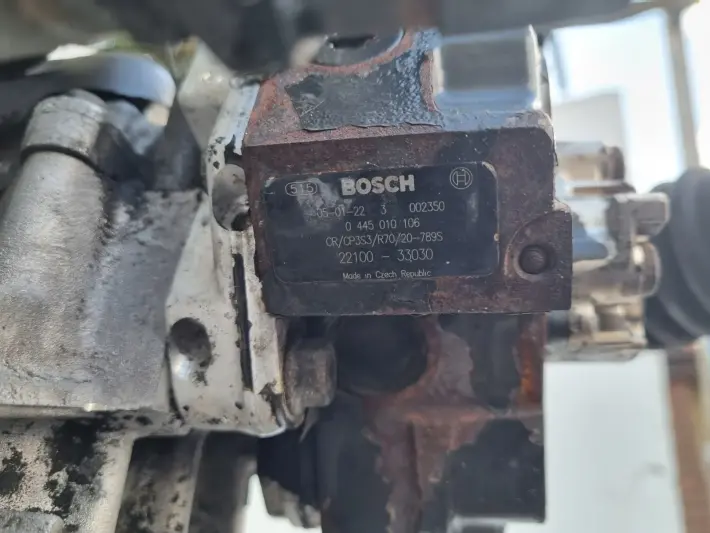 515 BOSCH
05-01-22 3 002350
0 445 010 106
CR/CP3S3/R70/20-789S
22100 - 33030
Made in Czech Republic